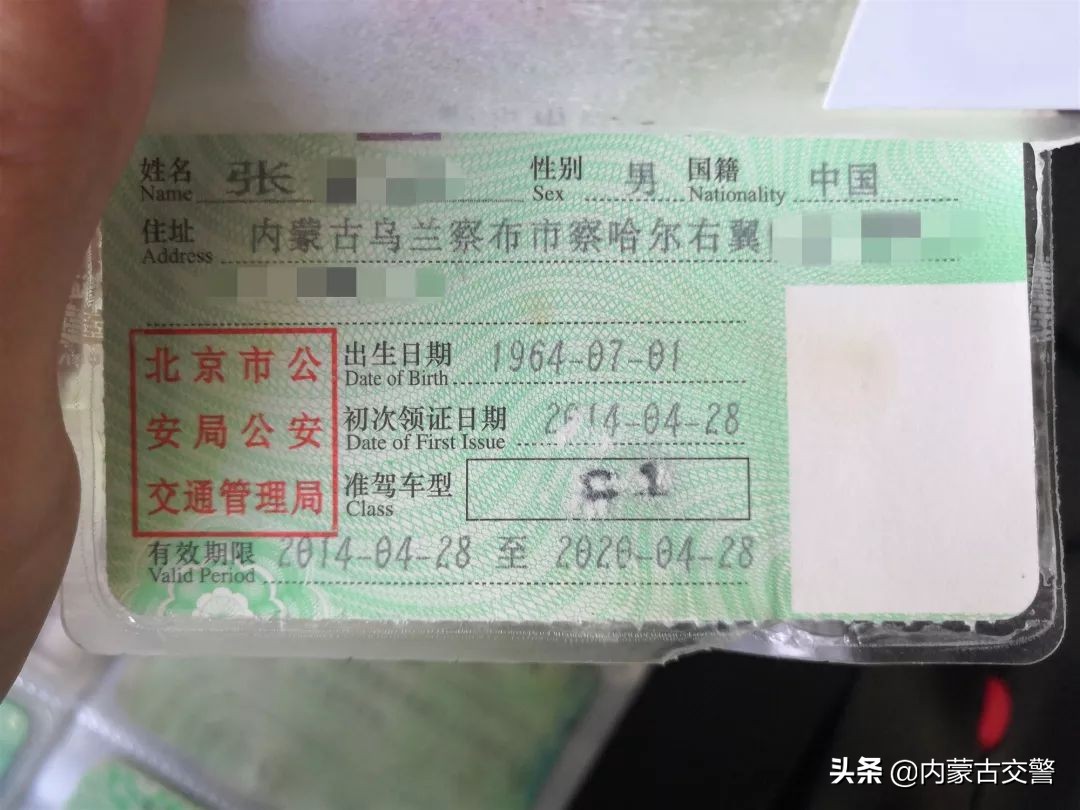 姓名 张 性别 男 国籍 中国
Name Sex Nationality
住址 内蒙古乌兰察布市察哈尔右翼
Address
北京市公
安局公安
交通管理局
出生日期 1964-07-01
Date of Birth
初次领证日期 2014-04-28
Date of First Issue
准驾车型 C1
Class
有效期限 2014-04-28 至 2020-04-28
Valid Period
头条 @内蒙古交警